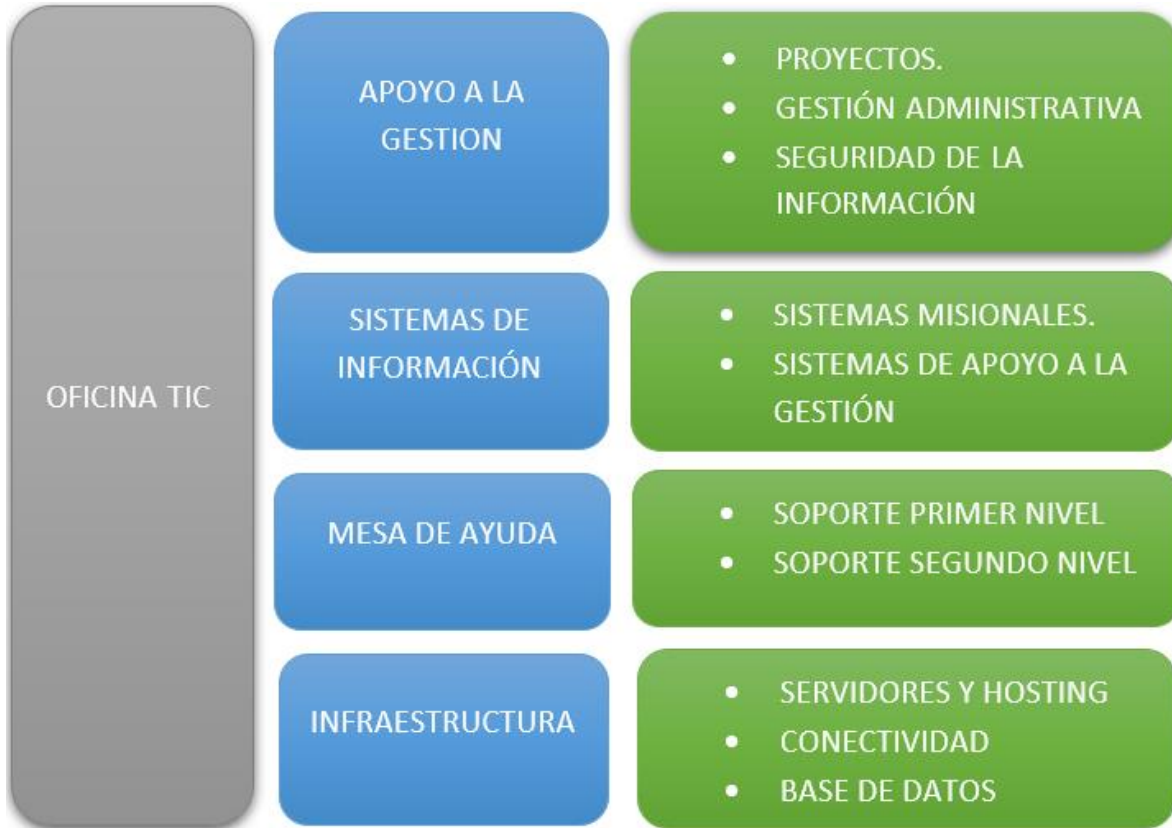 OFICINA TIC
APOYO A LA
GESTION
• PROYECTOS.
• GESTIÓN ADMINISTRATIVA
• SEGURIDAD DE LA
INFORMACIÓN
SISTEMAS DE
INFORMACIÓN
• SISTEMAS MISIONALES.
• SISTEMAS DE APOYO A LA
GESTIÓN
MESA DE AYUDA
• SOPORTE PRIMER NIVEL
• SOPORTE SEGUNDO NIVEL
INFRAESTRUCTURA
• SERVIDORES Y HOSTING
• CONECTIVIDAD
• BASE DE DATOS